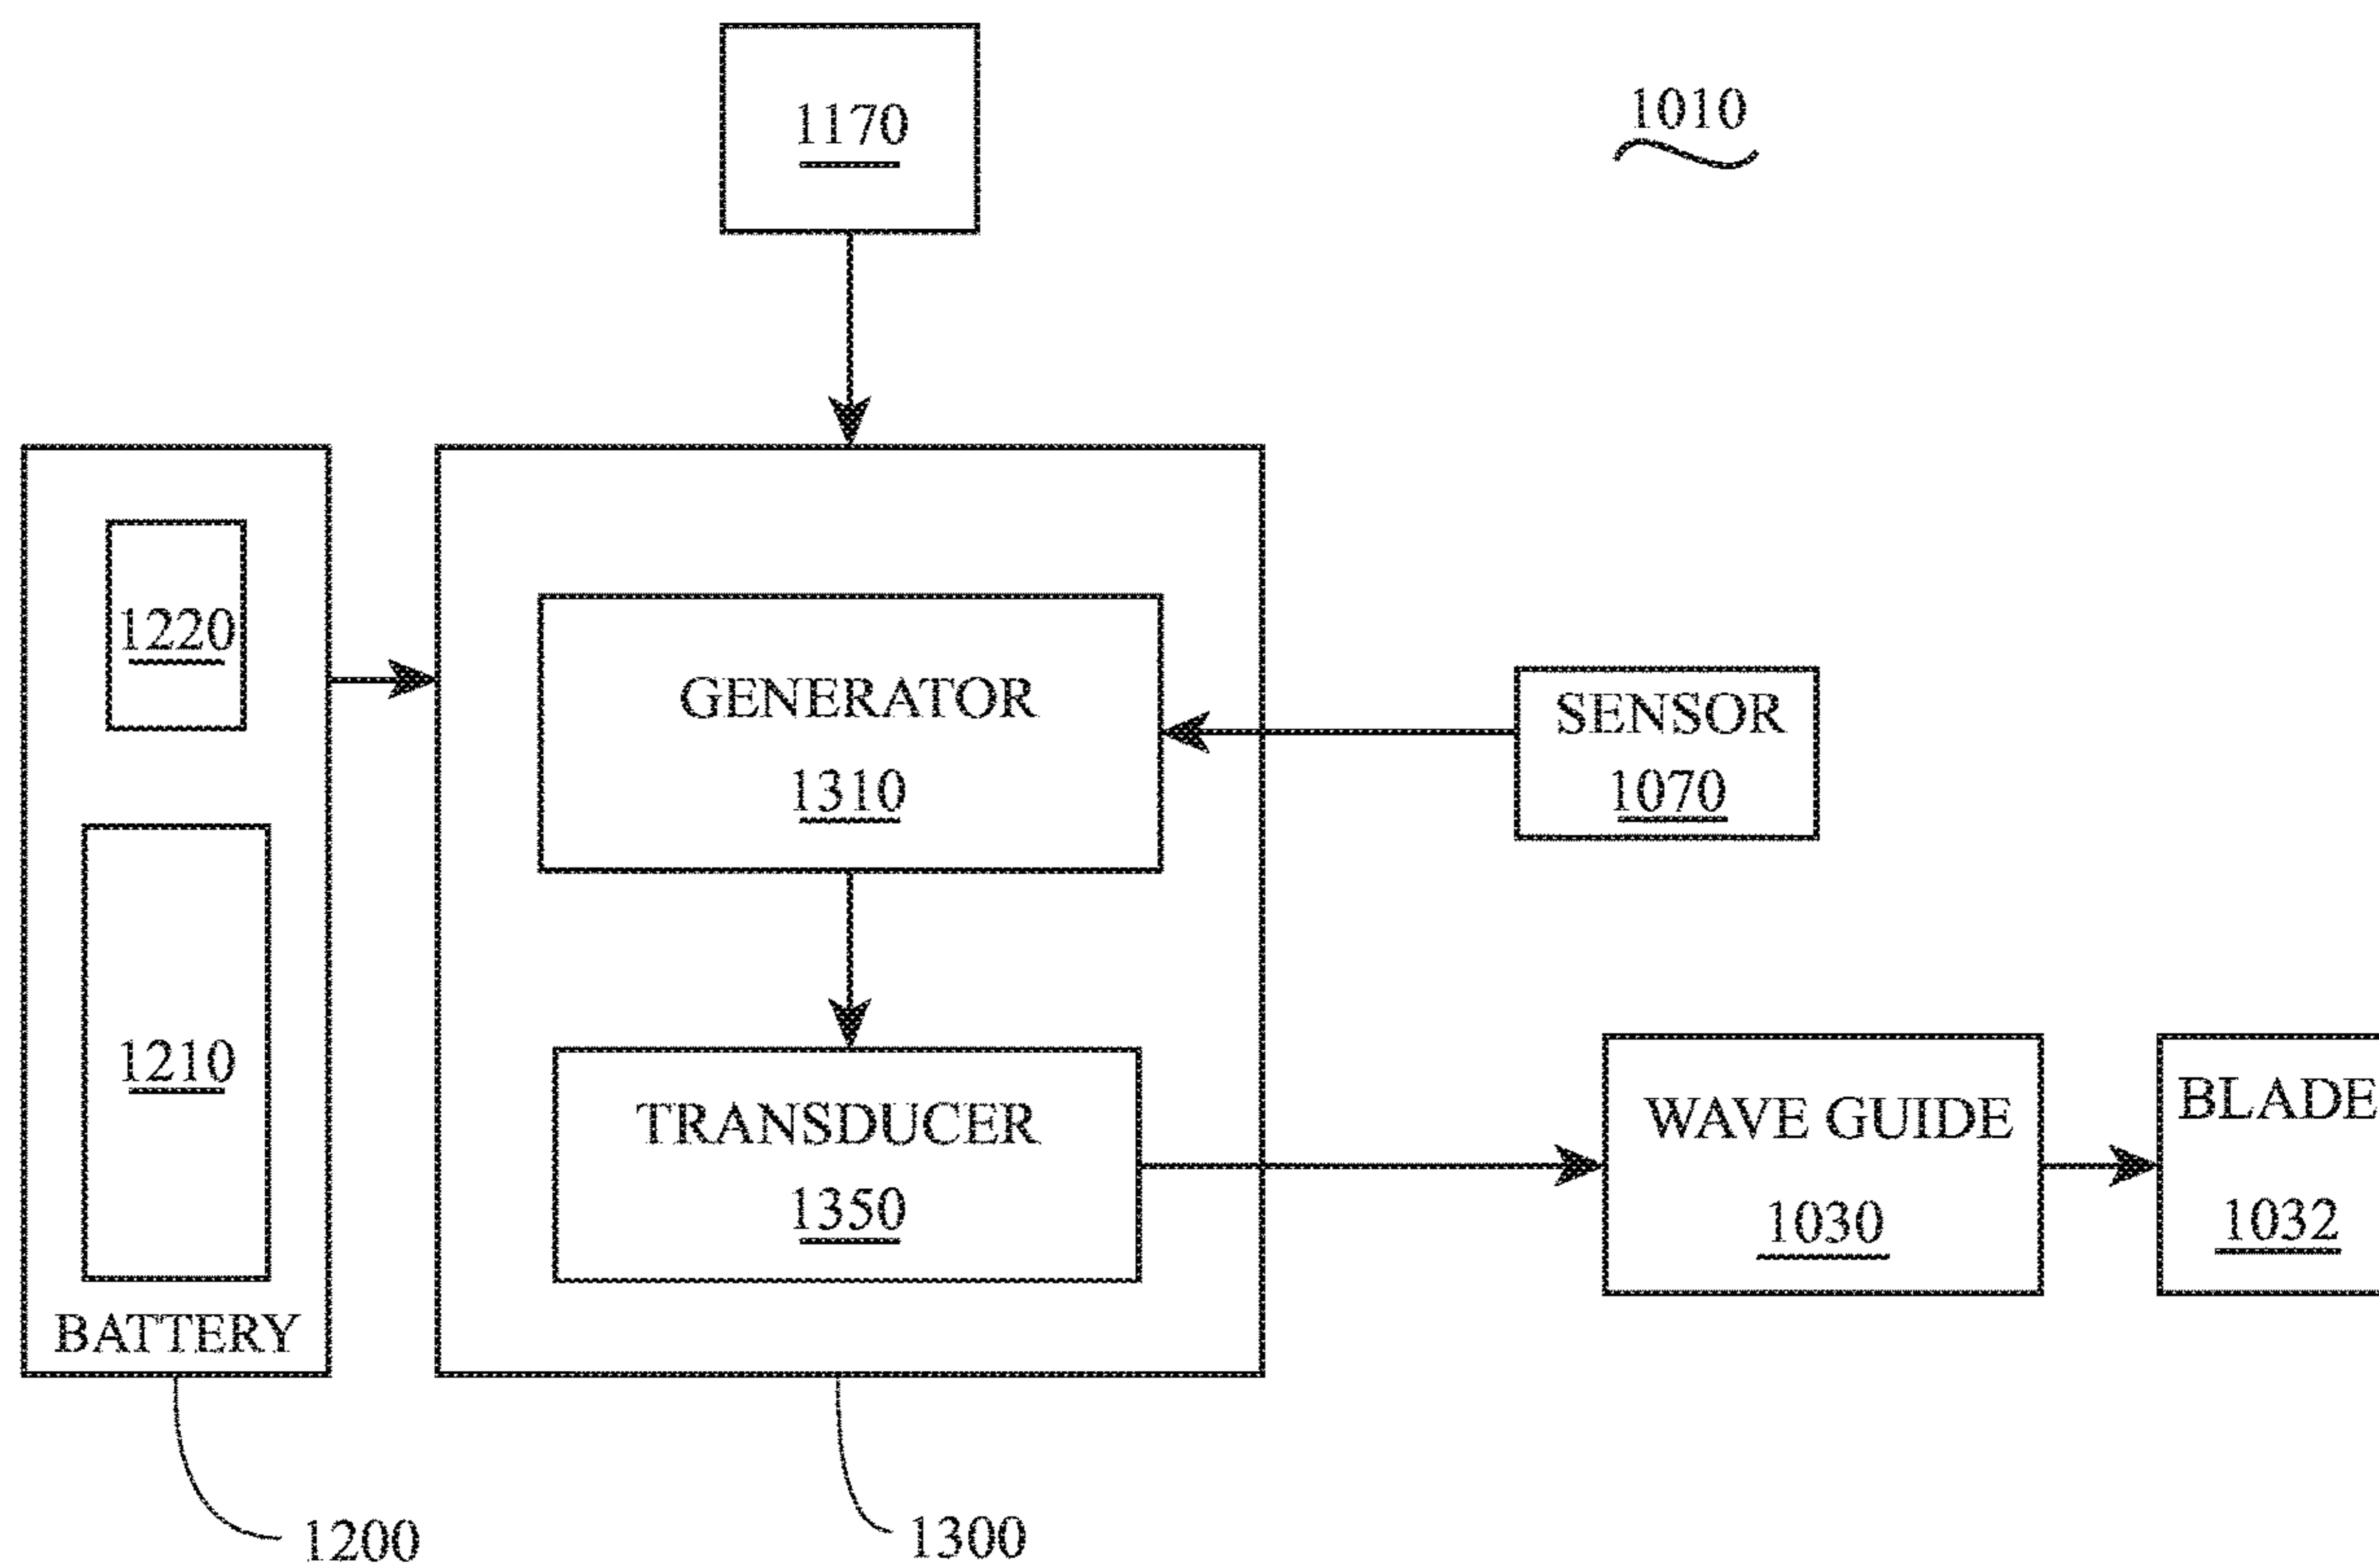 1170
1010
1220
GENERATOR
1310
SENSOR
1070
1210
TRANSDUCER
1350
WAVE GUIDE
1030
BLADE
1032
BATTERY
1200
1300